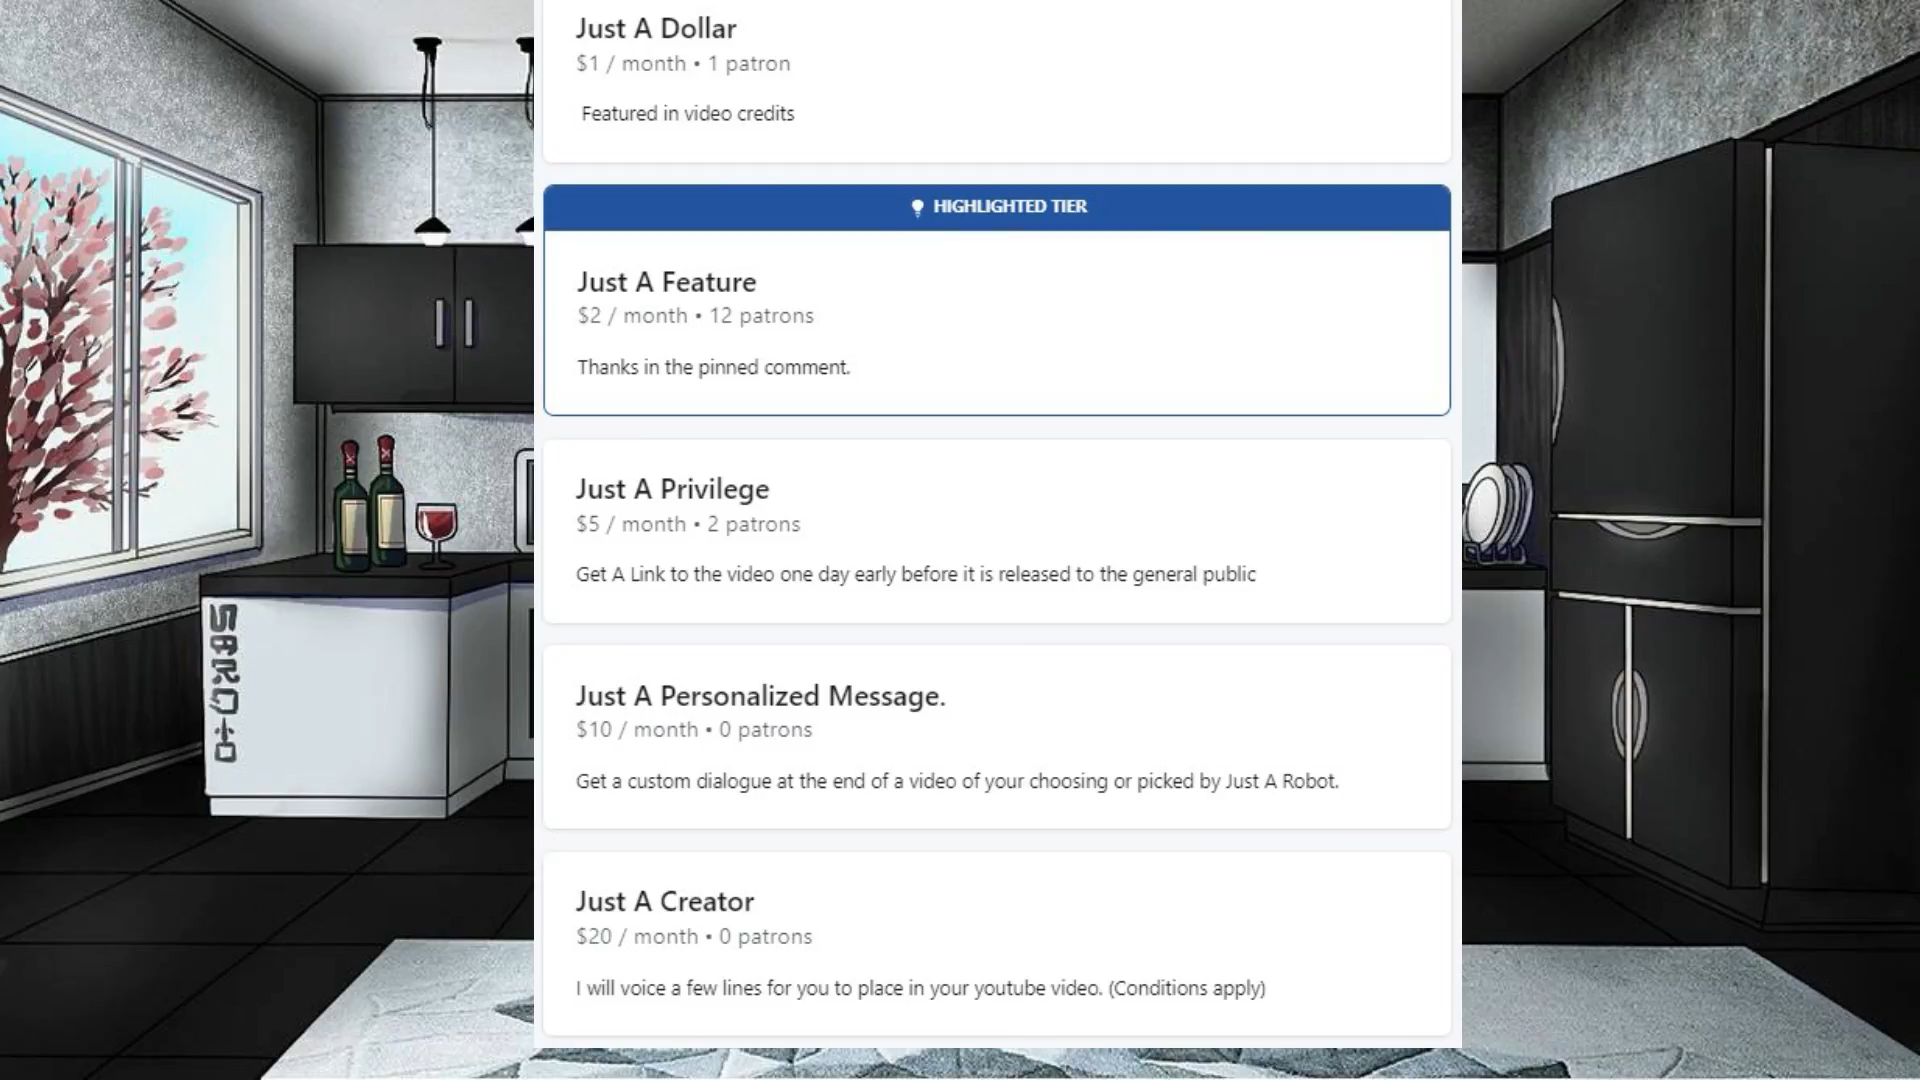 Just A Dollar
$1 / month • 1 patron
Featured in video credits
HIGHLIGHTED TIER
Just A Feature
$2 / month • 12 patrons
Thanks in the pinned comment.
Just A Privilege
$5 / month • 2 patrons
Get A Link to the video one day early before it is released to the general public
Just A Personalized Message.
$10 / month • 0 patrons
Get a custom dialogue at the end of a video of your choosing or picked by Just A Robot.
Just A Creator
$20 / month • 0 patrons
I will voice a few lines for you to place in your youtube video. (Conditions apply)